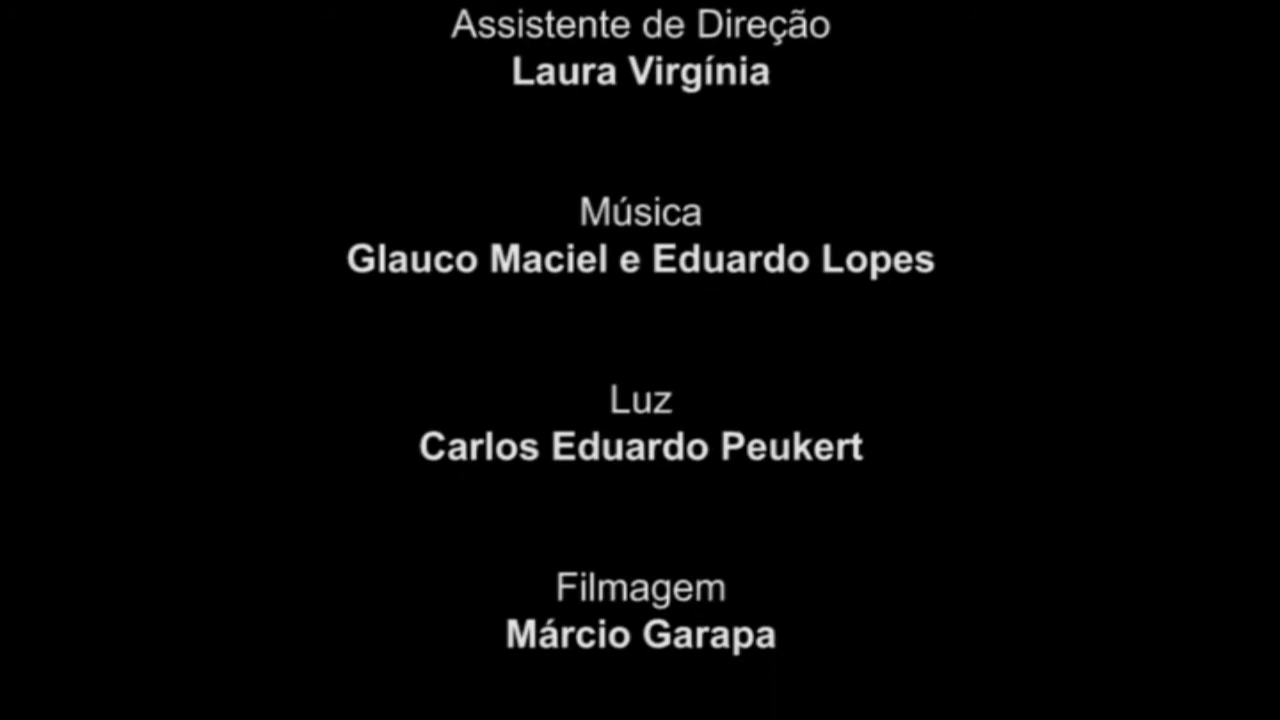 Assistente de Direção
Laura Virgínia
Música
Glauco Maciel e Eduardo Lopes
Luz
Carlos Eduardo Peukert
Filmagem
Márcio Garapa